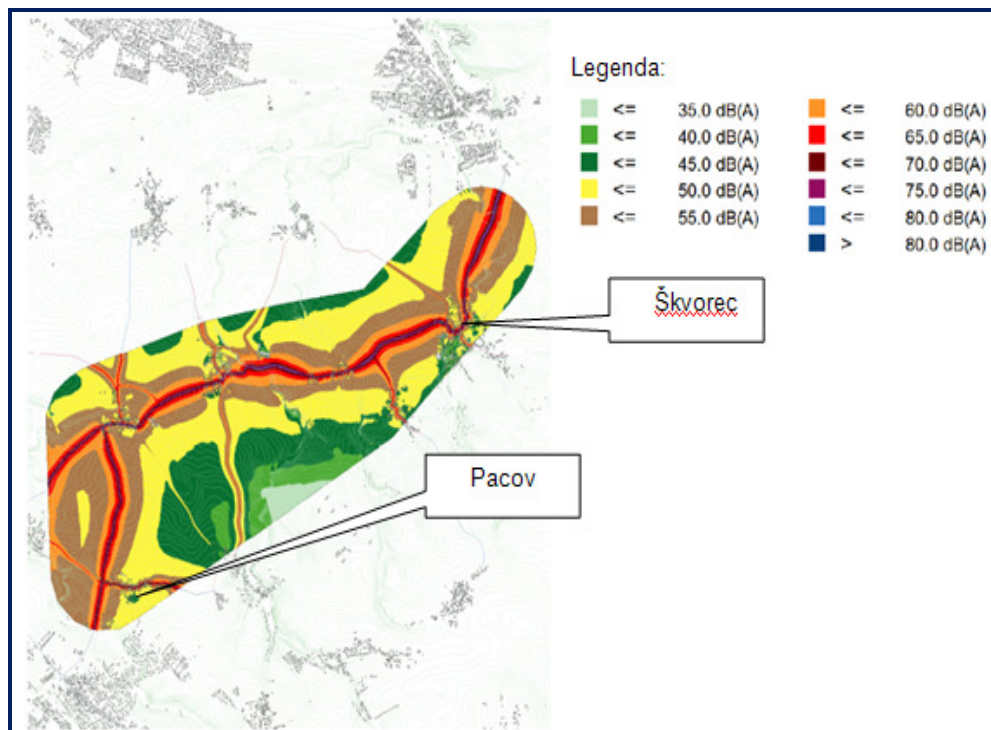 Legenda:
<= 35.0 dB(A)
<= 40.0 dB(A)
<= 45.0 dB(A)
<= 50.0 dB(A)
<= 55.0 dB(A)
<= 60.0 dB(A)
<= 65.0 dB(A)
<= 70.0 dB(A)
<= 75.0 dB(A)
<= 80.0 dB(A)
> 80.0 dB(A)
Škvorec
Pacov